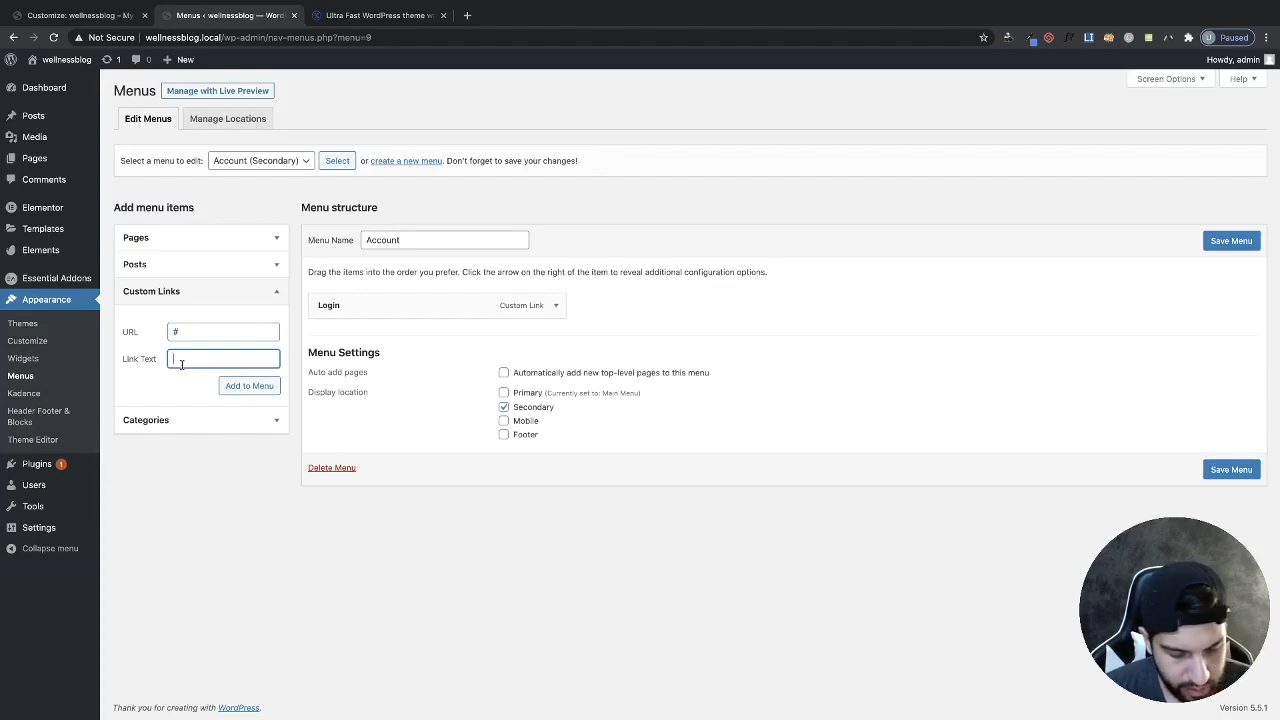 Customize: wellnessblog – My
Menus ‹ wellnessblog — Word
Ultra Fast WordPress theme w
Not Secure
wellnessblog.local/wp-admin/nav-menus.php?menu=9
Paused
wellnessblog
1
0
New
Howdy, admin
Dashboard
Posts
Media
Pages
Comments
Elementor
Templates
Elements
Essential Addons
Appearance
Themes
Customize
Widgets
Menus
Kadence
Header Footer &
Blocks
Theme Editor
Plugins 1
Users
Tools
Settings
Collapse menu
Menus
Manage with Live Preview
Screen Options
Help
Edit Menus
Manage Locations
Select a menu to edit: Account (Secondary) Select or create a new menu. Don't forget to save your changes!
Add menu items
Pages
Posts
Custom Links
URL #
Link Text
Add to Menu
Categories
Menu structure
Menu Name Account
Save Menu
Drag the items into the order you prefer. Click the arrow on the right of the item to reveal additional configuration options.
Login Custom Link
Menu Settings
Auto add pages Automatically add new top-level pages to this menu
Display location Primary (Currently set to: Main Menu)
Secondary
Mobile
Footer
Delete Menu
Save Menu
Thank you for creating with WordPress.
Version 5.5.1